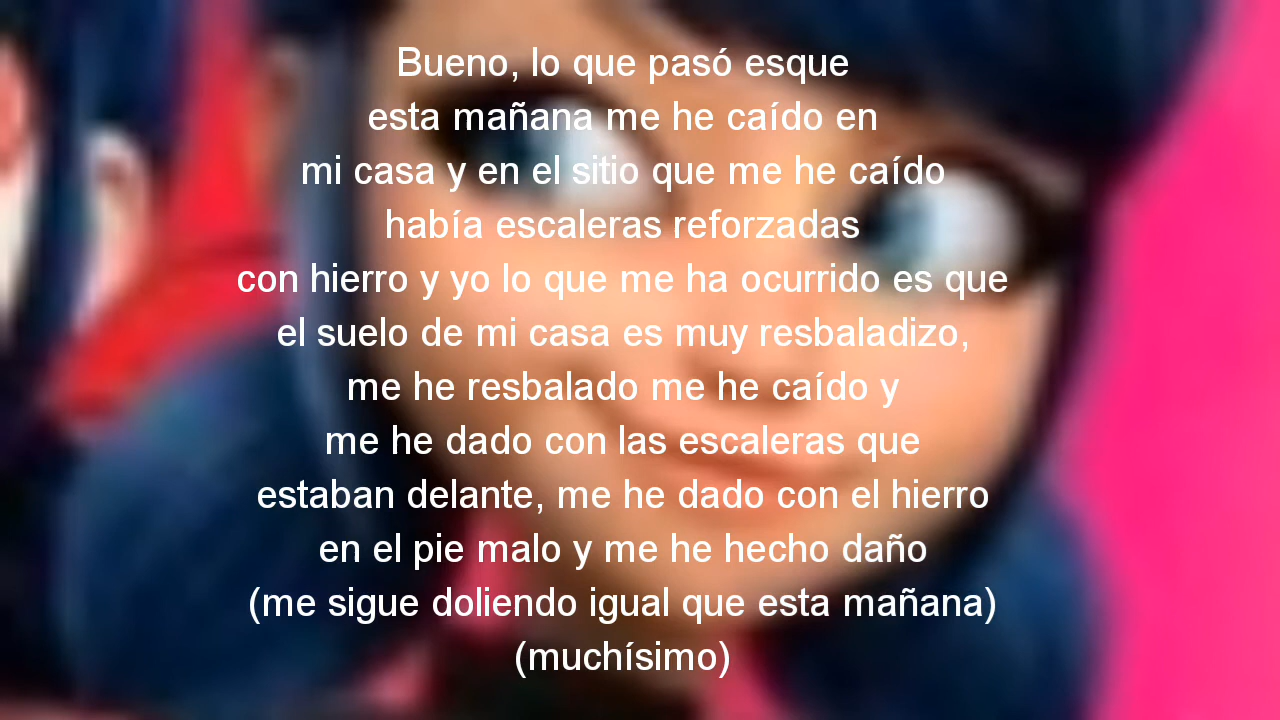 Bueno, lo que pasó esque
esta mañana me he caído en
mi casa y en el sitio que me he caído
había escaleras reforzadas
con hierro y yo lo que me ha ocurrido es que
el suelo de mi casa es muy resbaladizo,
me he resbalado me he caído y
me he dado con las escaleras que
estaban delante, me he dado con el hierro
en el pie malo y me he hecho daño
(me sigue doliendo igual que esta mañana)
(muchísimo)